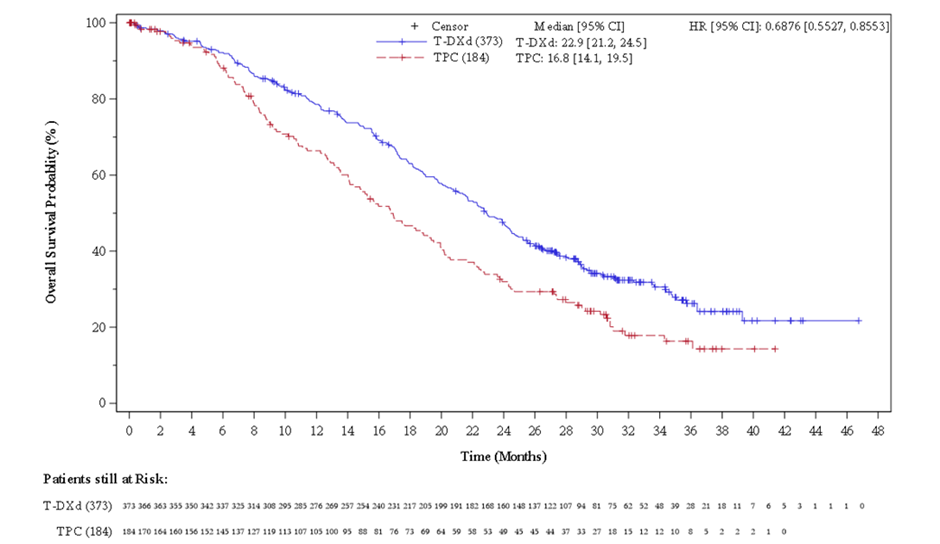 + Censor Median [95% CI] HR [95% CI]: 0.6876 [0.5527, 0.8553]
T-DXd (373) T-DXd: 22.9 [21.2, 24.5]
TPC (184) TPC: 16.8 [14.1, 19.5]
Overall Survival Probablity (%)
100
80
60
40
20
0
0 2 4 6 8 10 12 14 16 18 20 22 24 26 28 30 32 34 36 38 40 42 44 46 48
Time (Months)
Patients still at Risk:
T-DXd (373) 373 366 363 355 350 342 337 325 314 308 295 285 276 269 257 254 240 231 217 205 199 191 182 168 160 148 137 122 107 94 81 75 62 52 48 39 28 21 18 11 7 6 5 3 1 1 1 0
TPC (184) 184 170 164 160 156 152 145 137 127 119 113 107 105 100 95 88 81 76 73 69 64 59 58 53 49 45 45 44 37 33 27 18 15 12 12 10 8 5 2 2 2 1 0